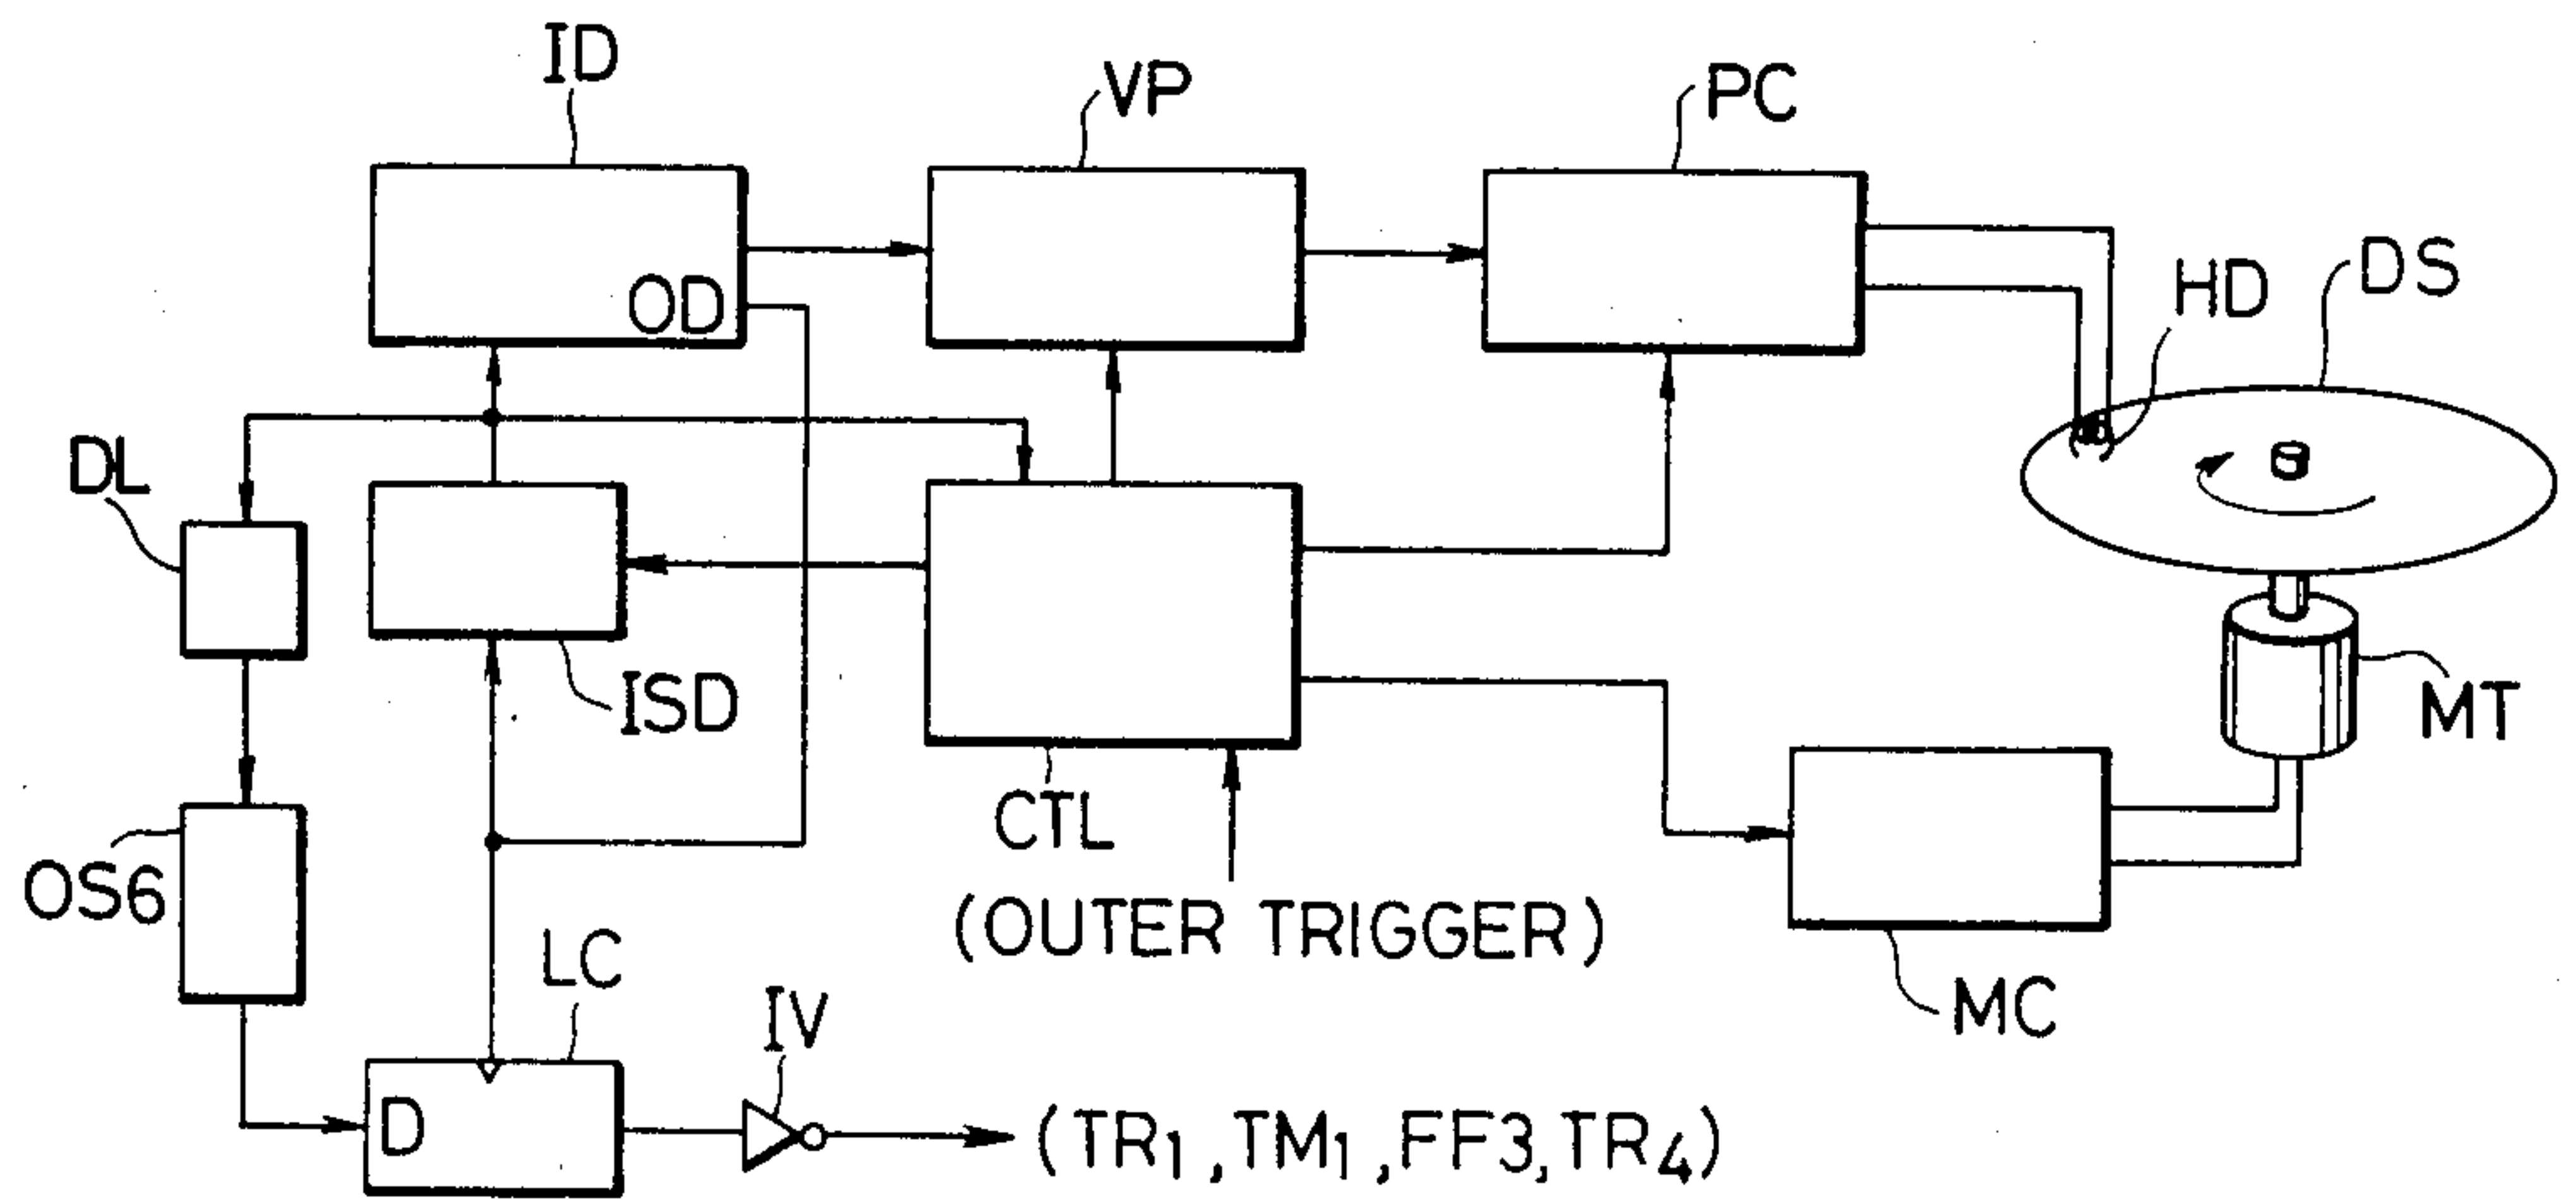 ID
VP
PC
OD
HD
DS
DL
ISD
MT
CTL
OS6
(OUTER TRIGGER)
LC
IV
MC
D
(TR1, TM1, FF3, TR4)